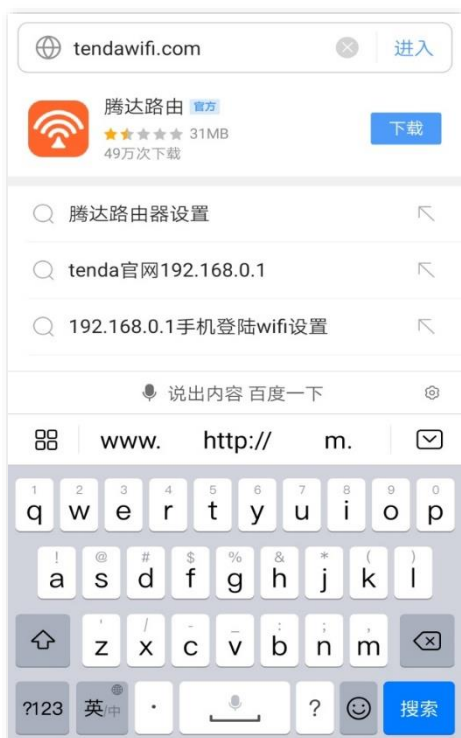 tendawifi.com 进入
腾达路由 官方
31MB
下载
49万次下载
腾达路由器设置
tenda官网192.168.0.1
192.168.0.1手机登陆wifi设置
说出内容 百度一下
www. http:// m.
1 2 3 4 5 6 7 8 9 0
q w e r t y u i o p
! @ # $ % & * ( )
a s d f g h j k l
' / - _ : ; ,
z x c v b n m
?123 英/中 · ? 搜索